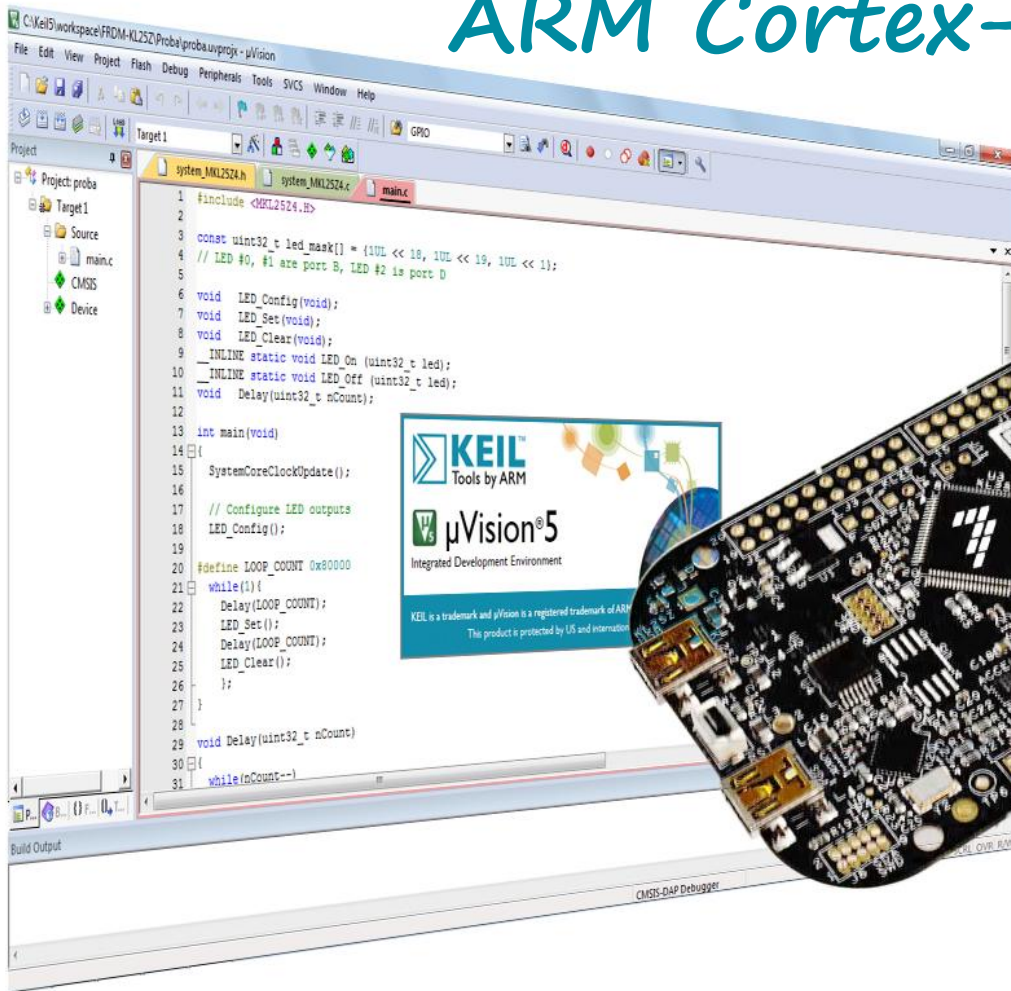 ARM Cortex-
C:\Keil5\workspace\FRDM-KL25Z\Proba\proba.uvprojx - µVision
File Edit View Project Flash Debug Peripherals Tools SVCS Window Help
GPIO
Target 1
Project
Project: proba
Target 1
Source
main.c
CMSIS
Device
system_MKL25Z4.h system_MKL25Z4.c main.c
1 #include <MKL25Z4.H>
2
3 const uint32_t led_mask[] = {1UL << 18, 1UL << 19, 1UL << 1};
4 // LED #0, #1 are port B, LED #2 is port D
5
6 void LED_Config(void);
7 void LED_Set(void);
8 void LED_Clear(void);
9 __INLINE static void LED_On (uint32_t led);
10 __INLINE static void LED_Off (uint32_t led);
11 void Delay(uint32_t nCount);
12
13 int main(void)
14 {
15 SystemCoreClockUpdate();
16
17 // Configure LED outputs
18 LED_Config();
19
20 #define LOOP_COUNT 0x80000
21 while(1){
22 Delay(LOOP_COUNT);
23 LED_Set();
24 Delay(LOOP_COUNT);
25 LED_Clear();
26 };
27 }
28
29 void Delay(uint32_t nCount)
30 {
31 while(nCount--)
KEIL™
Tools by ARM
µVision®5
Integrated Development Environment
KEIL is a trademark and µVision is a registered trademark of ARM
This product is protected by US and internation
P... B... {} F... 0 T...
Build Output
CMSIS-DAP Debugger
OVR R/W